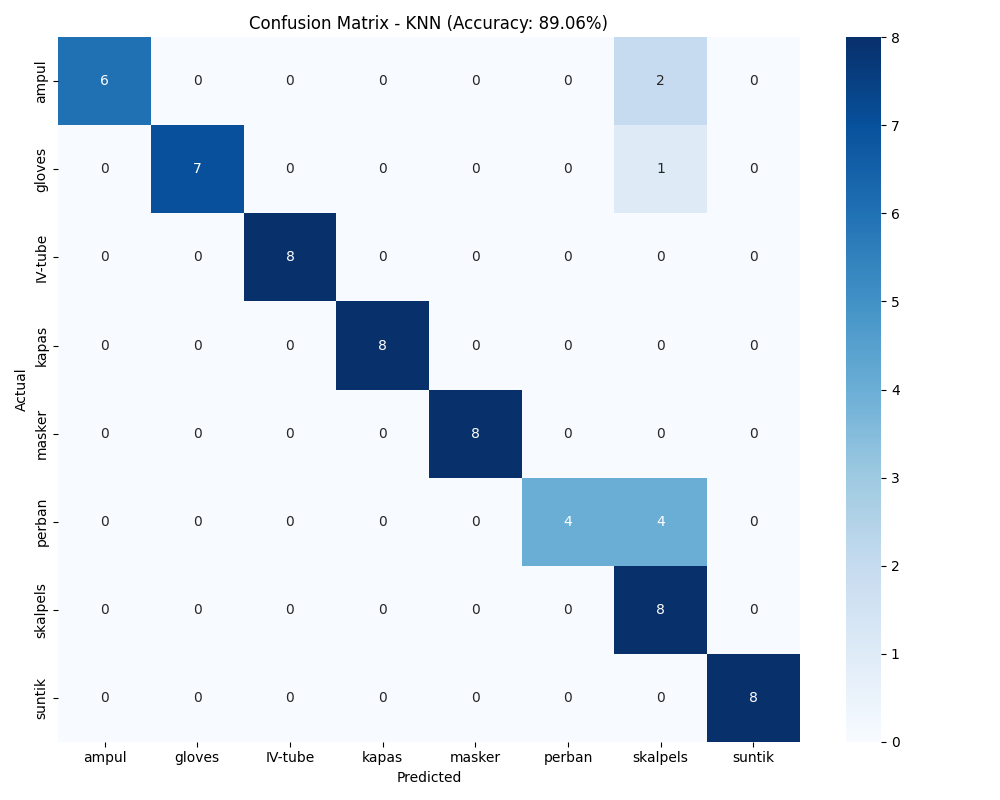 Confusion Matrix - KNN (Accuracy: 89.06%)
ampul 6 0 0 0 0 0 2 0
gloves 0 7 0 0 0 0 1 0
IV-tube 0 0 8 0 0 0 0 0
kapas 0 0 0 8 0 0 0 0
masker 0 0 0 0 8 0 0 0
perban 0 0 0 0 0 4 4 0
skalpels 0 0 0 0 0 0 8 0
suntik 0 0 0 0 0 0 0 8
Actual
ampul gloves IV-tube kapas masker perban skalpels suntik
Predicted
8
7
6
5
4
3
2
1
0